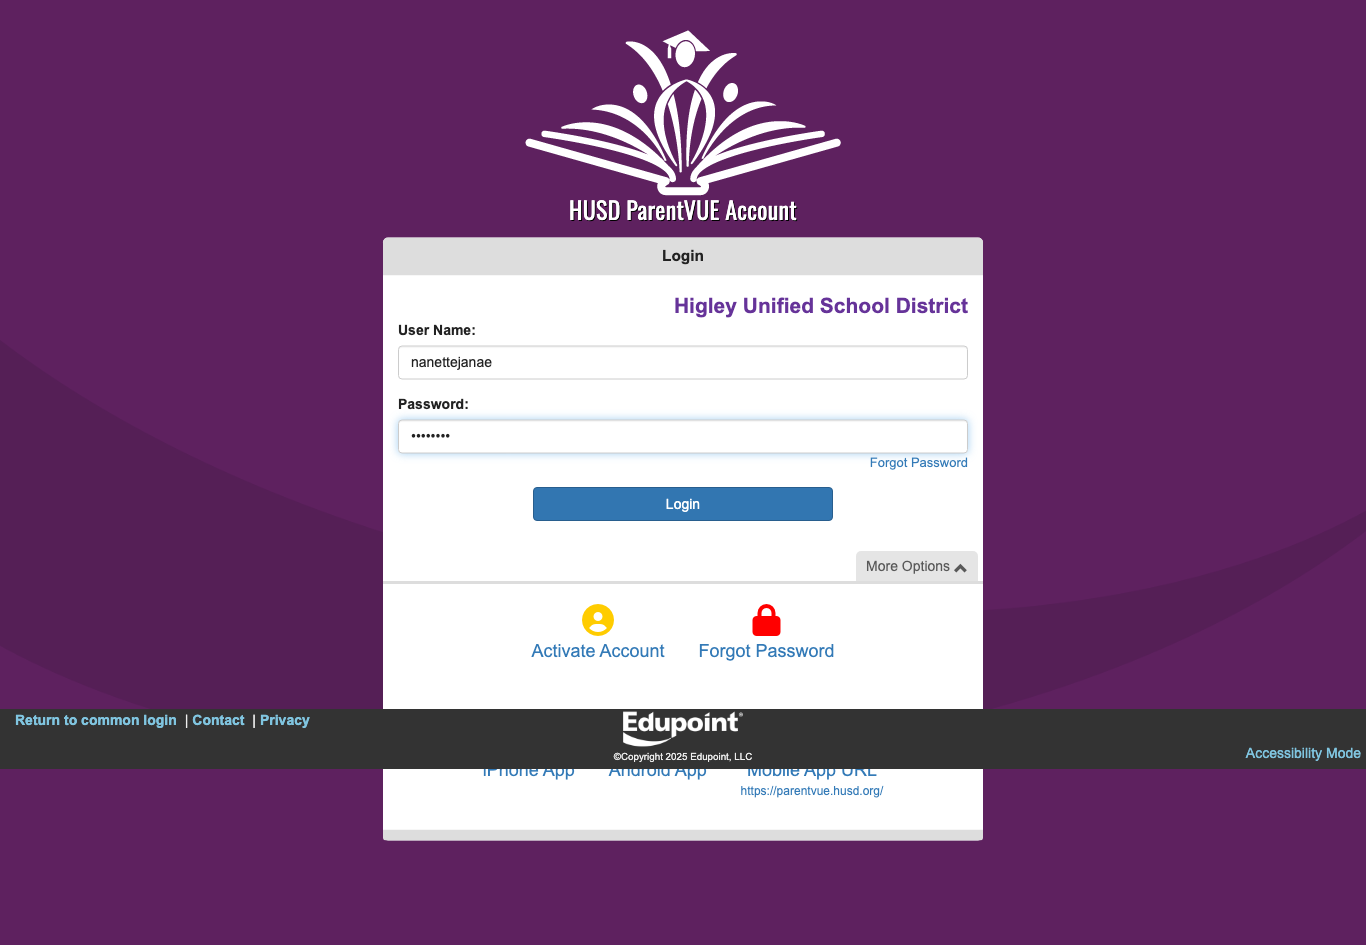 HUSD ParentVUE Account
Login
Higley Unified School District
User Name:
nanettejanae
Password:
••••••••
Forgot Password
Login
More Options
Activate Account
Forgot Password
Return to common login | Contact | Privacy
Edupoint®
©Copyright 2025 Edupoint, LLC
Accessibility Mode
iPhone App
Android App
Mobile App URL
https://parentvue.husd.org/